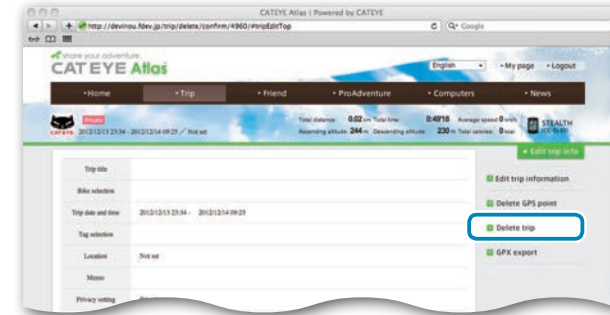 CATEYE Atlas | Powered by CATEYE
http://devinou.fdev.jp/trip/delete/confirm/4960/#tripEditTop
Google
share your adventure.
CATEYE Atlas
English
My page
Logout
Home
Trip
Friend
ProAdventure
Computers
News
CATEYE
Private
2012/12/13 23:34 - 2012/12/14 09:25 / Not set
Total distance 0.02 km Total time 0:49'18 Average speed 0 km/h
Ascending altitude 244 m Descending altitude 230 m Total calories 0 kcal
STEALTH
Edit trip info
Trip title
Bike selection
Trip date and time 2012/12/13 23:34 - 2012/12/14 09:25
Tag selection
Location Not set
Memo
Privacy setting
Edit trip information
Delete GPS point
Delete trip
GPX export